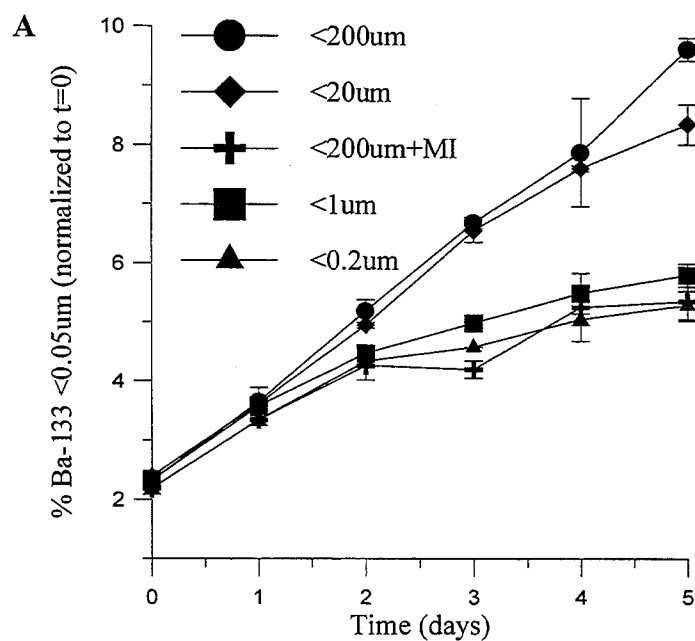 A
10
8
6
4
2
% Ba-133 <0.05um (normalized to t=0)
<200um
<20um
<200um+MI
<1um
<0.2um
0 1 2 3 4 5
Time (days)